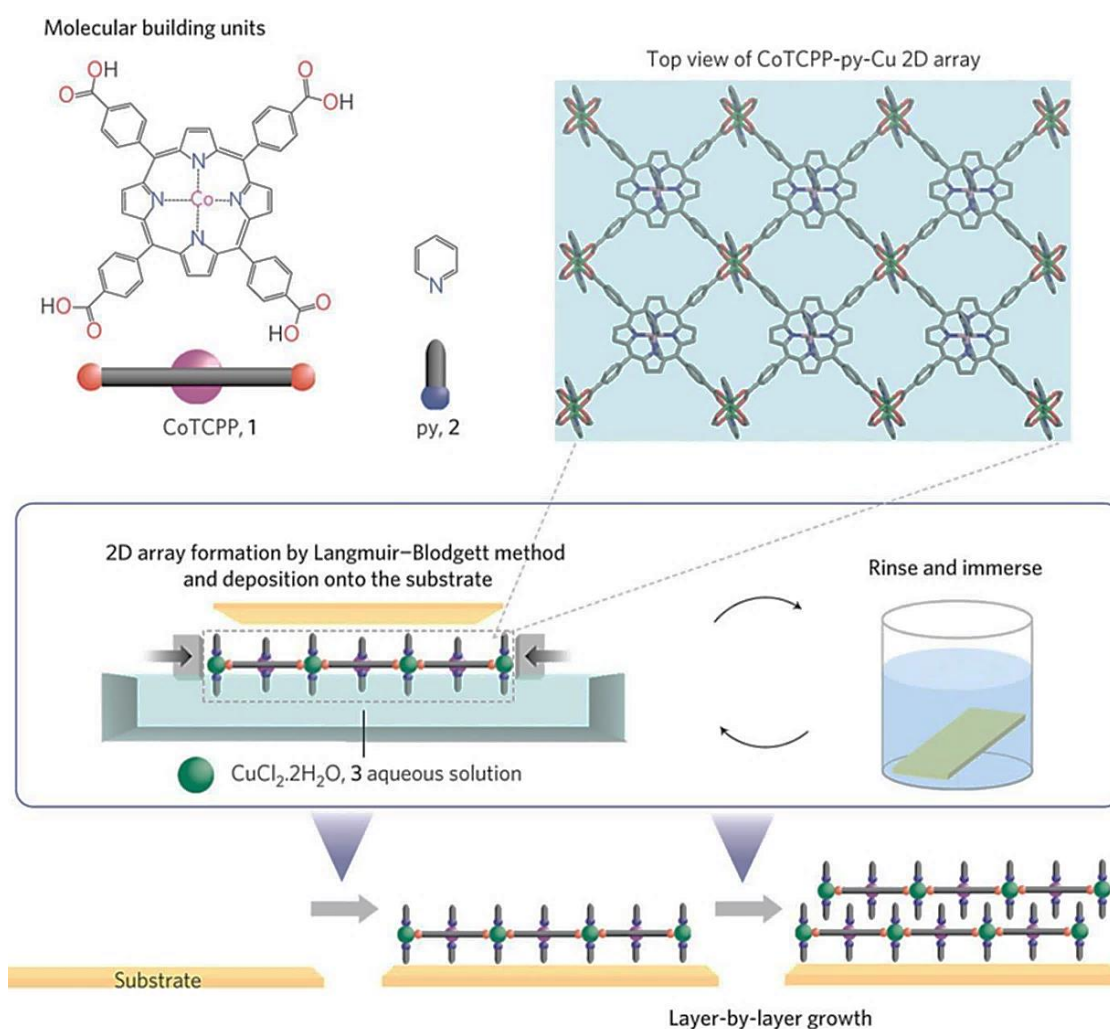 Molecular building units
OH
O
O
OH
N
N
Co
N
N
HO
O
O
HO
N
CoTCPP, 1
py, 2
Top view of CoTCPP-py-Cu 2D array
2D array formation by Langmuir–Blodgett method
and deposition onto the substrate
Rinse and immerse
CuCl₂.2H₂O, 3 aqueous solution
Substrate
Layer-by-layer growth